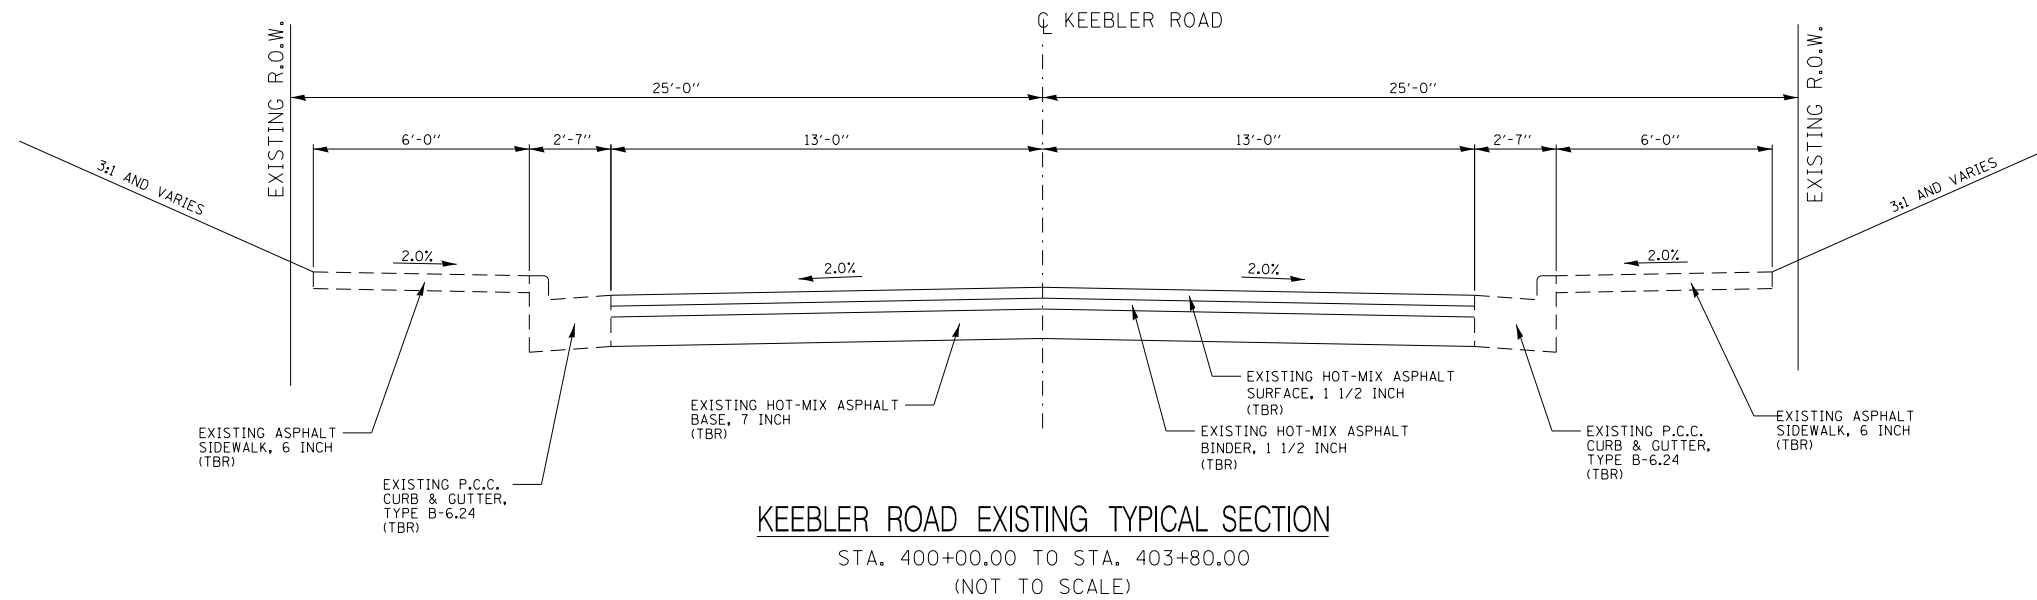 ℄ KEEBLER ROAD
EXISTING R.O.W.
EXISTING R.O.W.
25'-0"
25'-0"
6'-0"
2'-7"
13'-0"
13'-0"
2'-7"
6'-0"
3:1 AND VARIES
3:1 AND VARIES
2.0%
2.0%
2.0%
2.0%
EXISTING HOT-MIX ASPHALT
SURFACE, 1 1/2 INCH
(TBR)
EXISTING HOT-MIX ASPHALT
BASE, 7 INCH
(TBR)
EXISTING HOT-MIX ASPHALT
BINDER, 1 1/2 INCH
(TBR)
EXISTING ASPHALT
SIDEWALK, 6 INCH
(TBR)
EXISTING P.C.C.
CURB & GUTTER,
TYPE B-6.24
(TBR)
EXISTING P.C.C.
CURB & GUTTER,
TYPE B-6.24
(TBR)
EXISTING ASPHALT
SIDEWALK, 6 INCH
(TBR)
KEEBLER ROAD EXISTING TYPICAL SECTION
STA. 400+00.00 TO STA. 403+80.00
(NOT TO SCALE)